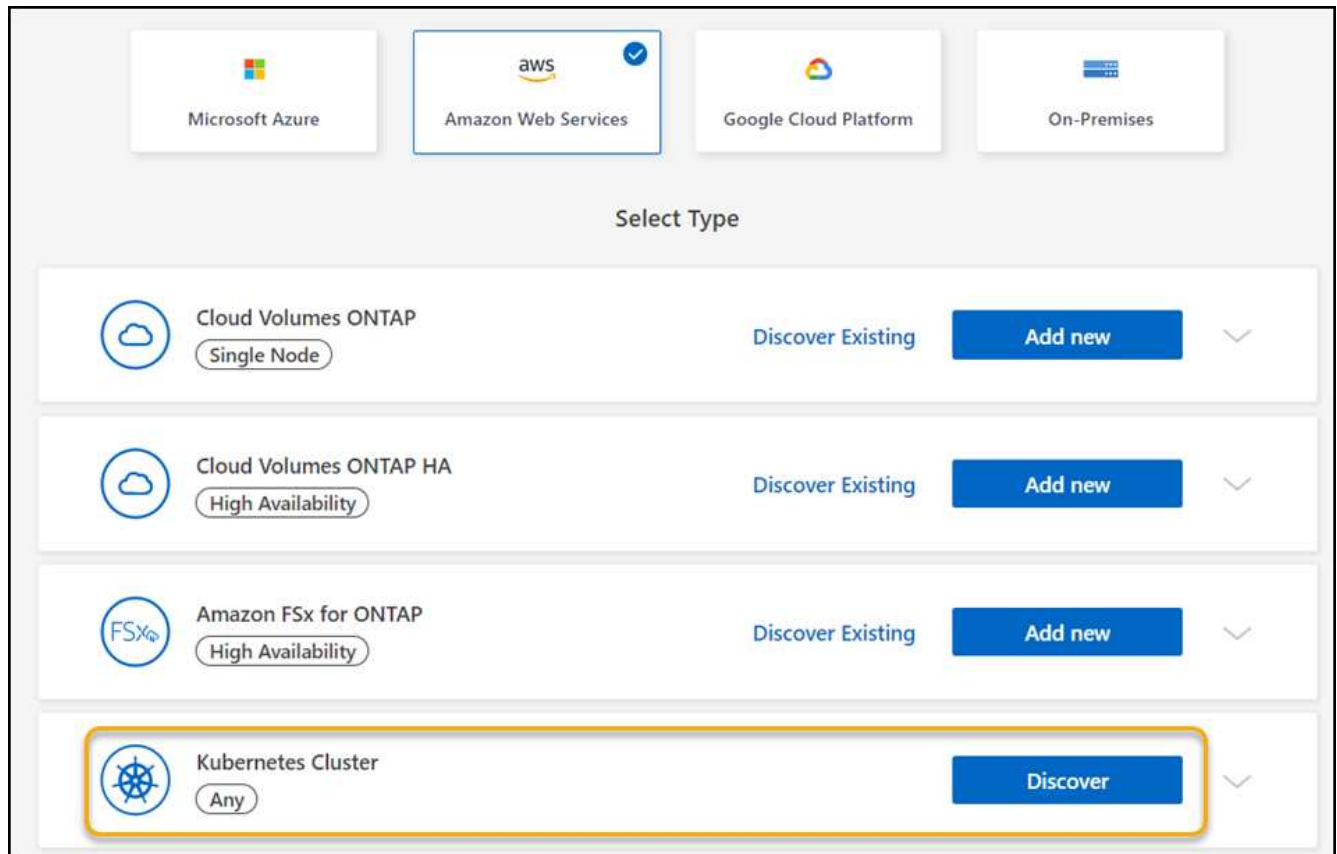 aws
Microsoft Azure
Amazon Web Services
Google Cloud Platform
On-Premises
Select Type
Cloud Volumes ONTAP
Single Node
Discover Existing
Add new
Cloud Volumes ONTAP HA
High Availability
Discover Existing
Add new
FSx
Amazon FSx for ONTAP
High Availability
Discover Existing
Add new
Kubernetes Cluster
Any
Discover